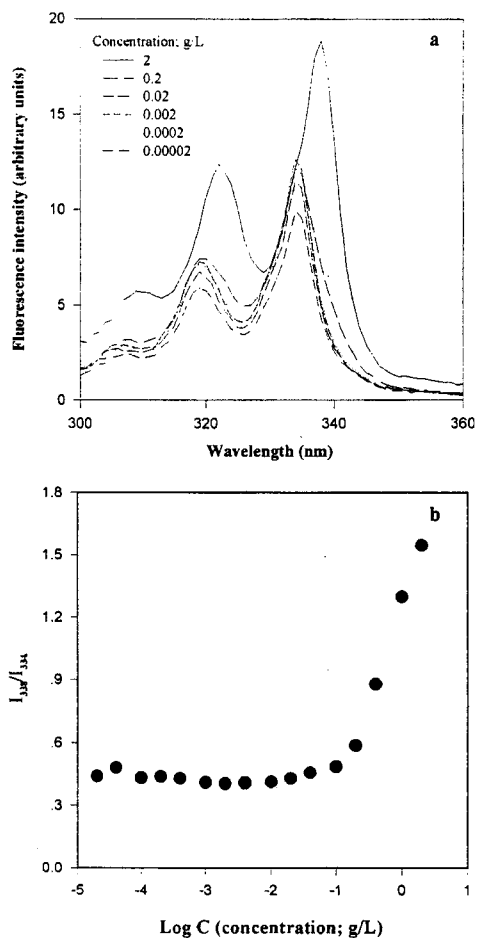 20
15
10
5
0
Fluorescence intensity (arbitrary units)
a
Concentration; g/L
2
0.2
0.02
0.002
0.0002
0.00002
300 320 340 360
Wavelength (nm)
1.8
1.5
1.2
.9
.6
.3
0.0
I338/I334
b
-5 -4 -3 -2 -1 0 1
Log C (concentration; g/L)